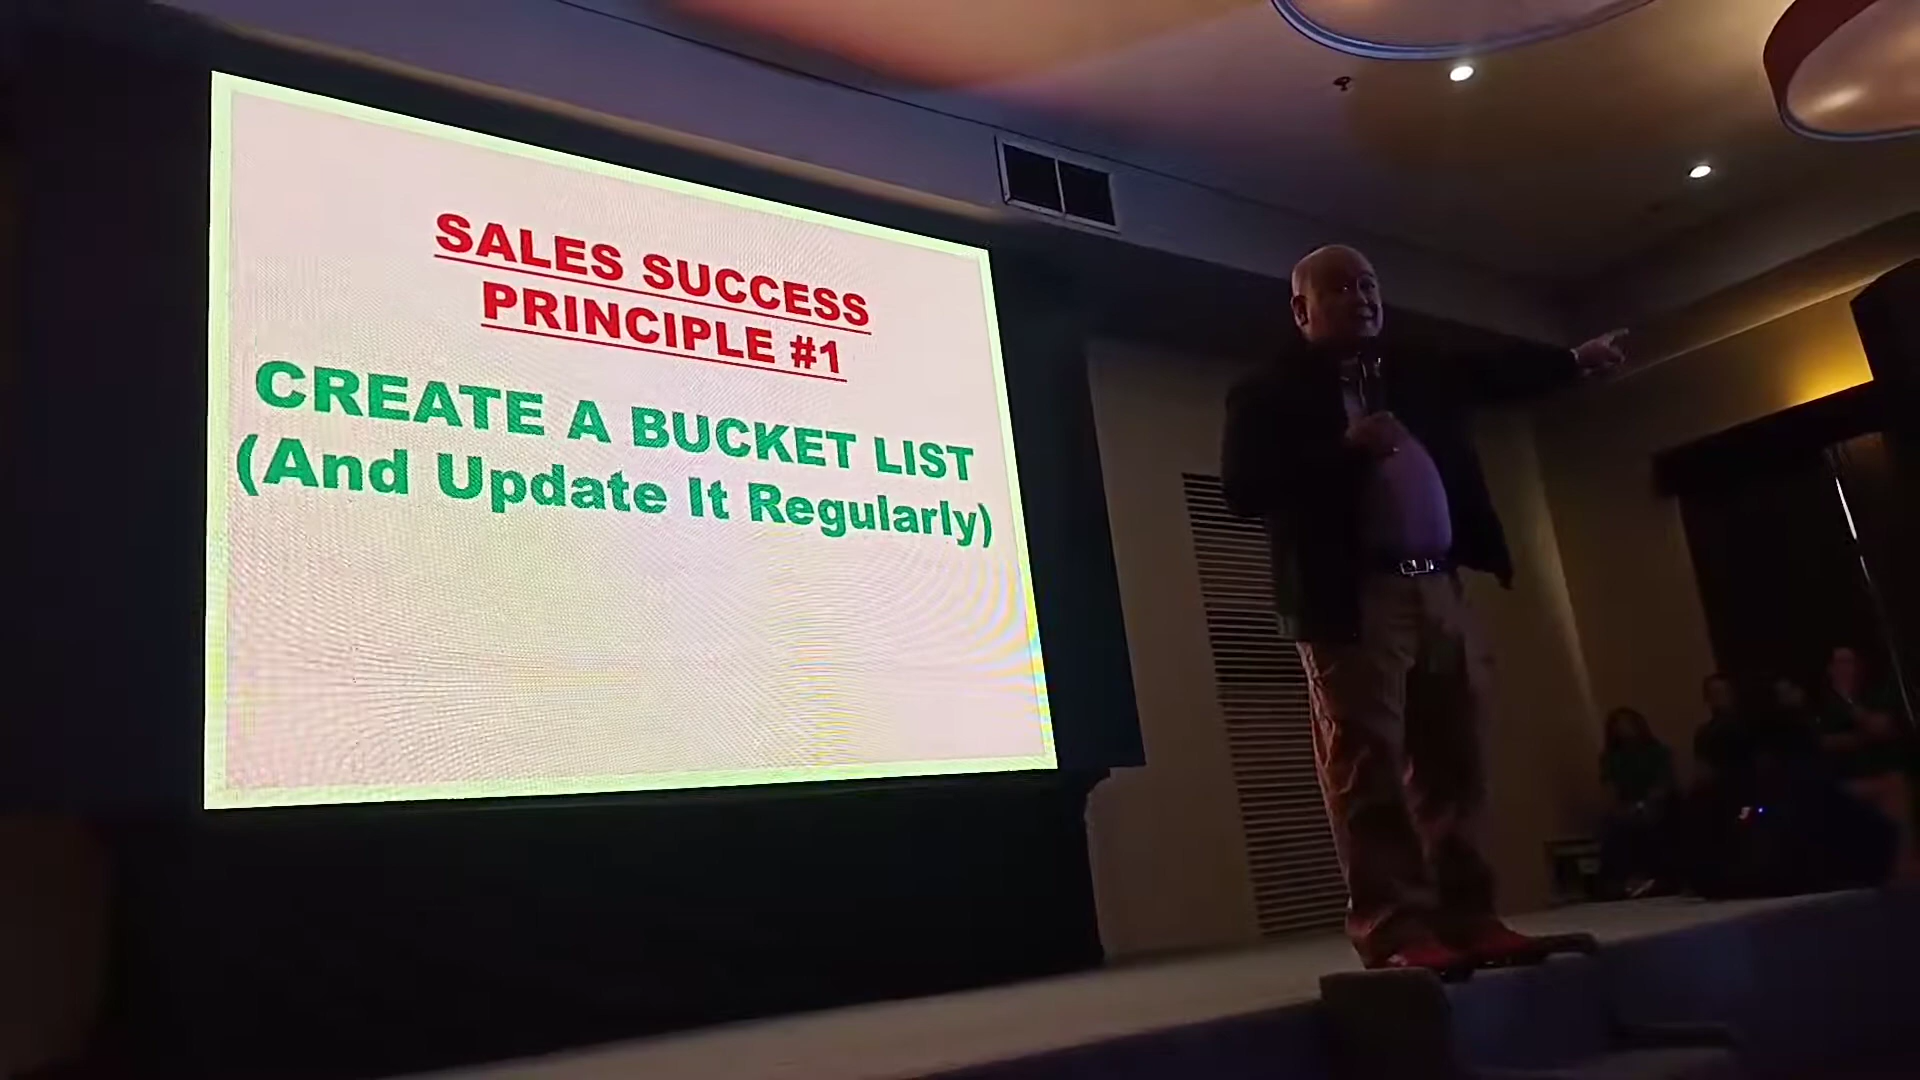 SALES SUCCESS
PRINCIPLE #1
CREATE A BUCKET LIST
(And Update It Regularly)